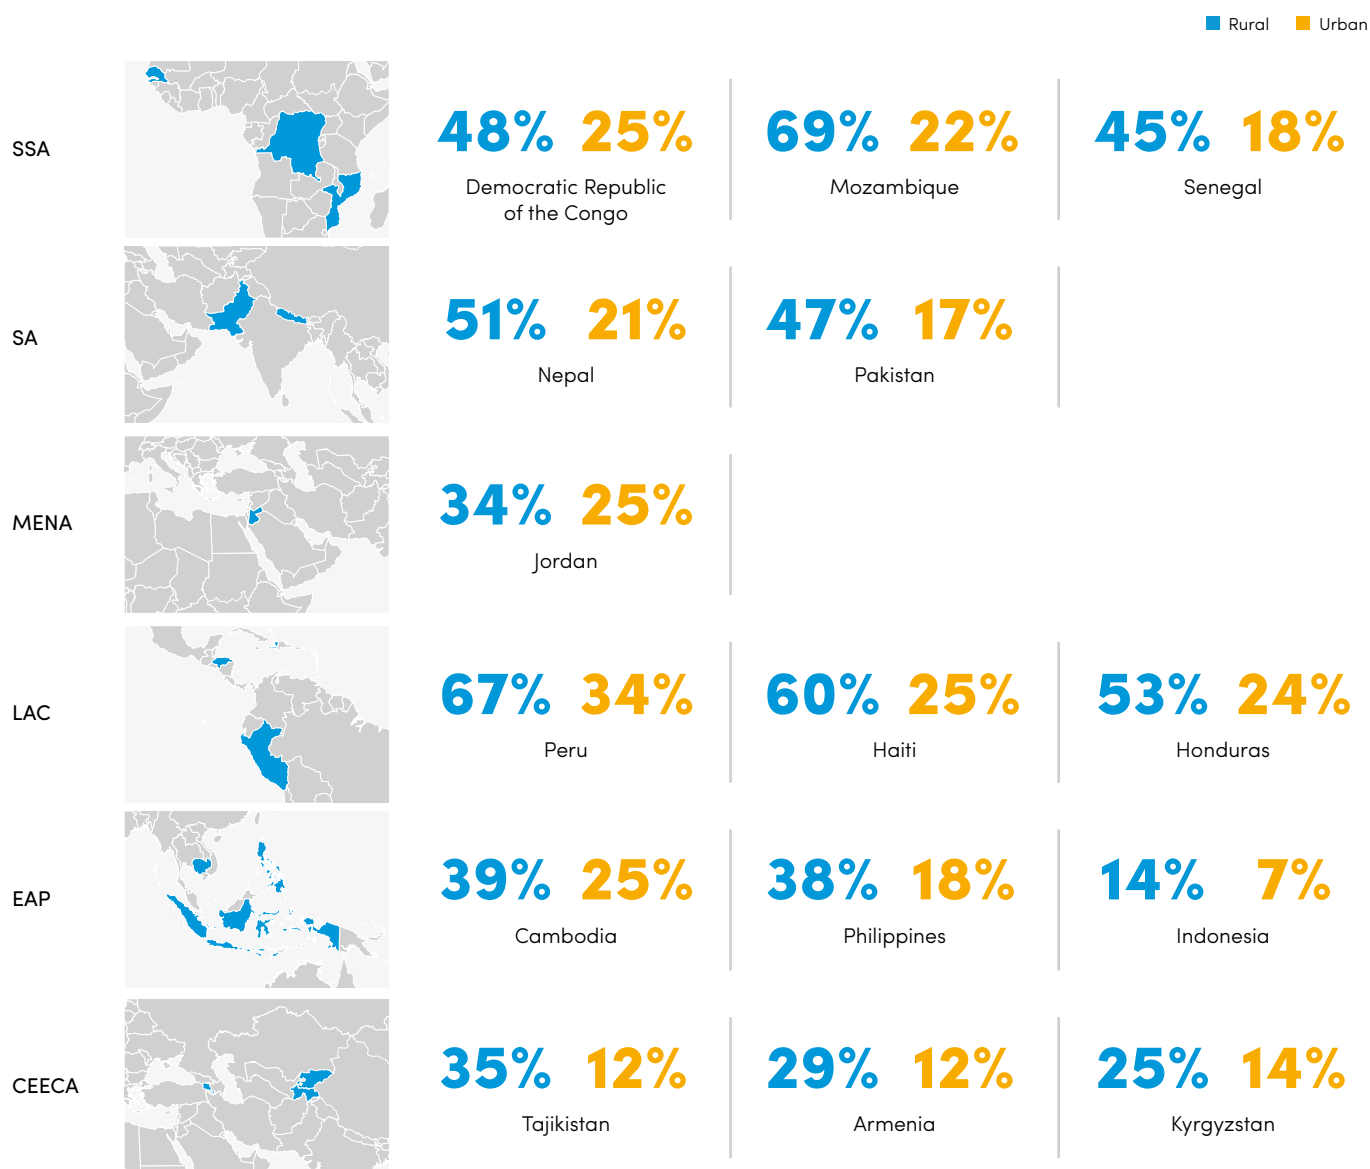 Rural Urban
SSA
48% 25% 69% 22% 45% 18%
Democratic Republic Mozambique Senegal
of the Congo
SA
51% 21% 47% 17%
Nepal Pakistan
MENA
34% 25%
Jordan
LAC
67% 34% 60% 25% 53% 24%
Peru Haiti Honduras
EAP
39% 25% 38% 18% 14% 7%
Cambodia Philippines Indonesia
CEECA
35% 12% 29% 12% 25% 14%
Tajikistan Armenia Kyrgyzstan